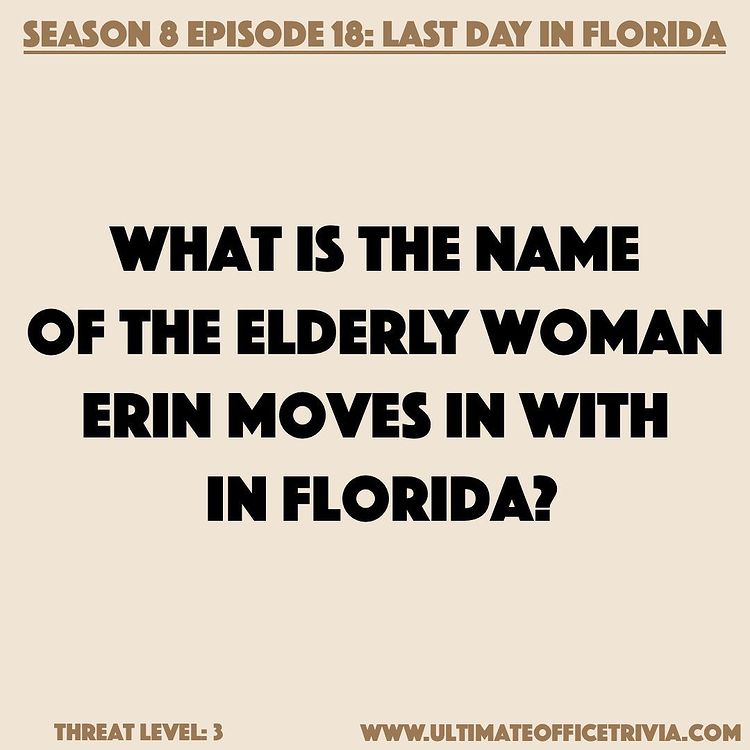 SEASON 8 EPISODE 18: LAST DAY IN FLORIDA
WHAT IS THE NAME
OF THE ELDERLY WOMAN
ERIN MOVES IN WITH
IN FLORIDA?
THREAT LEVEL: 3
WWW.ULTIMATEOFFICETRIVIA.COM